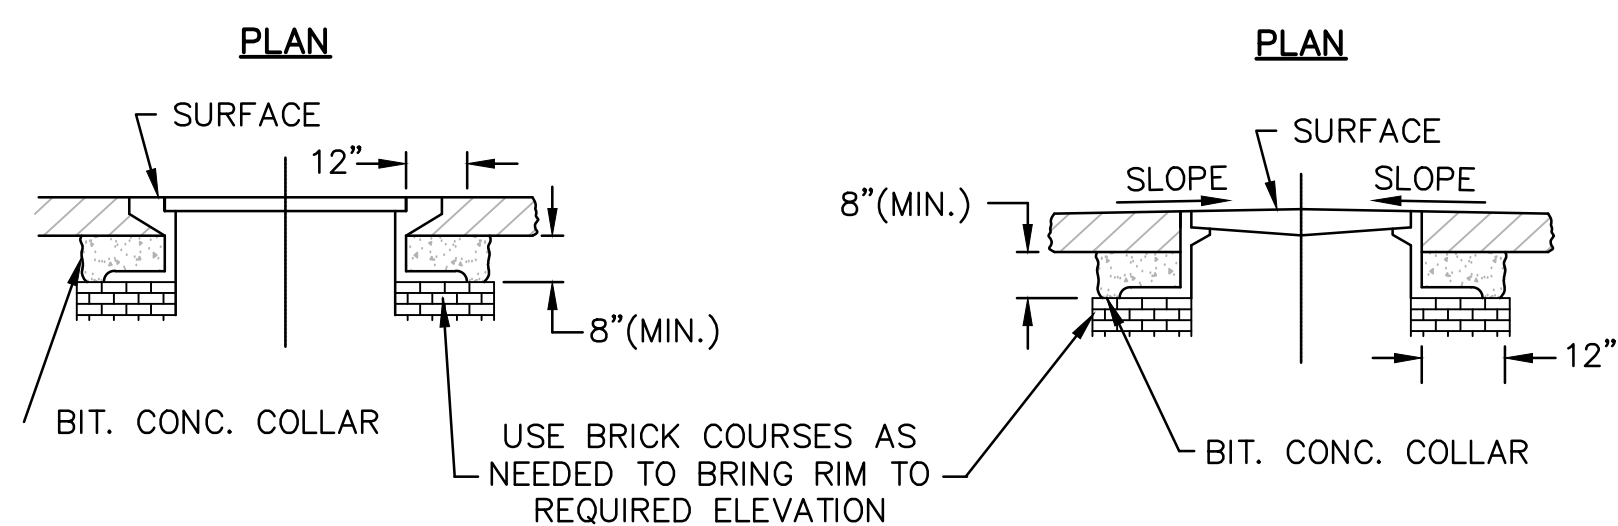 PLAN
SURFACE
12”
8”(MIN.)
BIT. CONC. COLLAR
USE BRICK COURSES AS
NEEDED TO BRING RIM TO
REQUIRED ELEVATION
PLAN
SURFACE
SLOPE
SLOPE
8”(MIN.)
12”
BIT. CONC. COLLAR